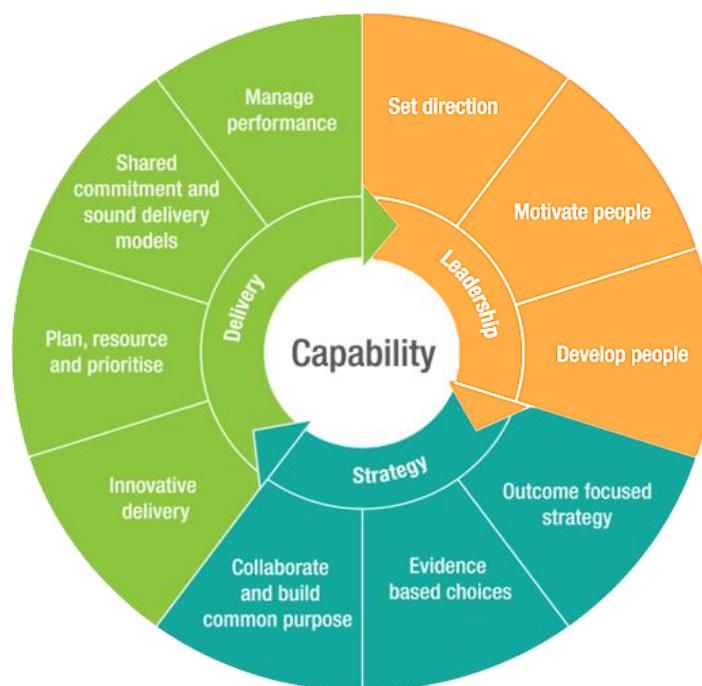 Capability
Leadership
Set direction
Motivate people
Develop people
Strategy
Outcome focused
strategy
Evidence
based choices
Collaborate
and build
common purpose
Delivery
Innovative
delivery
Plan, resource
and prioritise
Shared
commitment and
sound delivery
models
Manage
performance